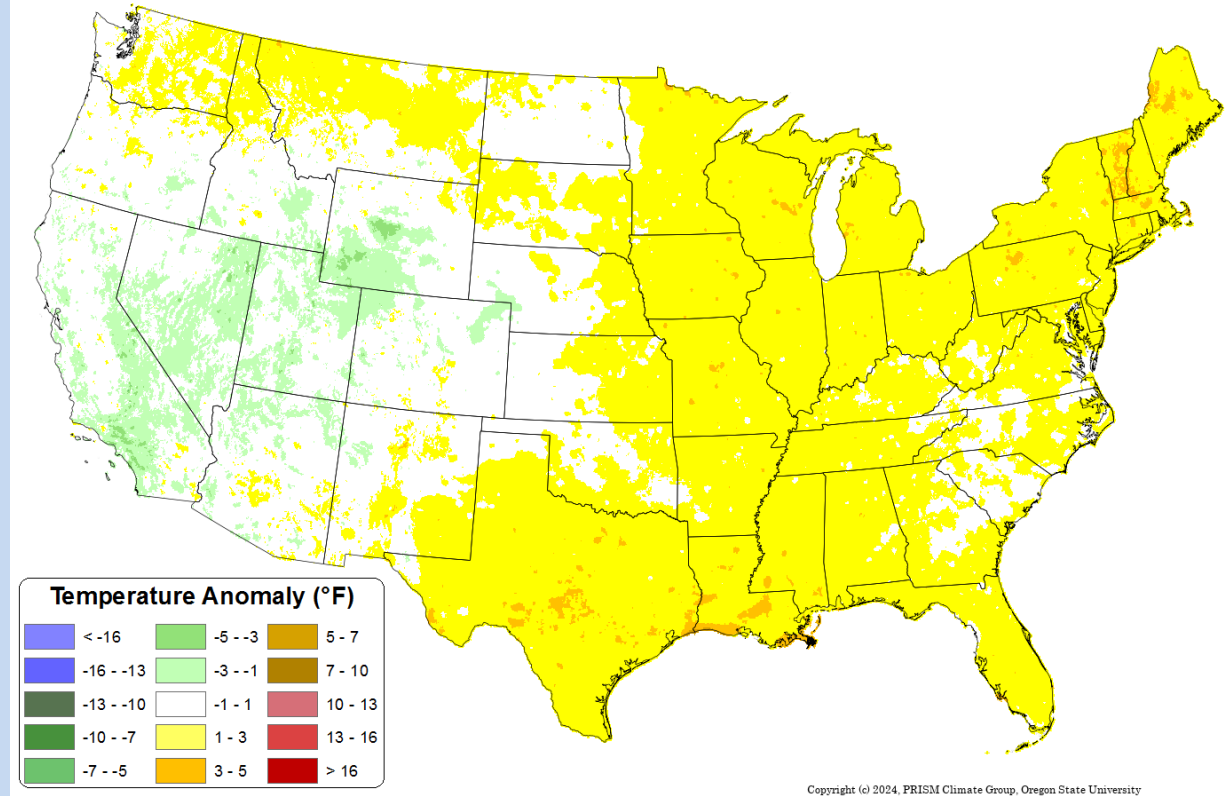 Temperature Anomaly (°F)
< -16
-16 - -13
-13 - -10
-10 - -7
-7 - -5
-5 - -3
-3 - -1
-1 - 1
1 - 3
3 - 5
5 - 7
7 - 10
10 - 13
13 - 16
> 16
Copyright (c) 2024, PRISM Climate Group, Oregon State University